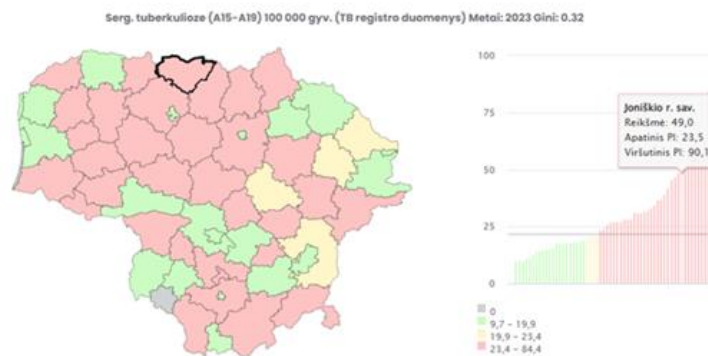 Serg. tuberkulioze (A15-A19) 100 000 gyv. (TB registro duomenys) Metai: 2023 Gini: 0.32
100
75
Joniškio r. sav.
Reikšmė: 49,0
Apatinis PI: 23,5
Viršutinis PI: 90,1
50
25
0
0
9,7 - 19,9
19,9 - 23,4
23,4 - 84,4